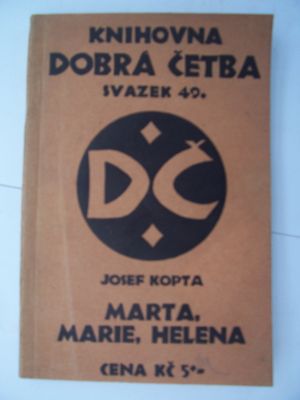 KNIHOVNA
DOBRÁ ČETBA
SVAZEK 49.
DČ
JOSEF KOPTA
MARTA,
MARIE, HELENA
CENA KČ 5·-